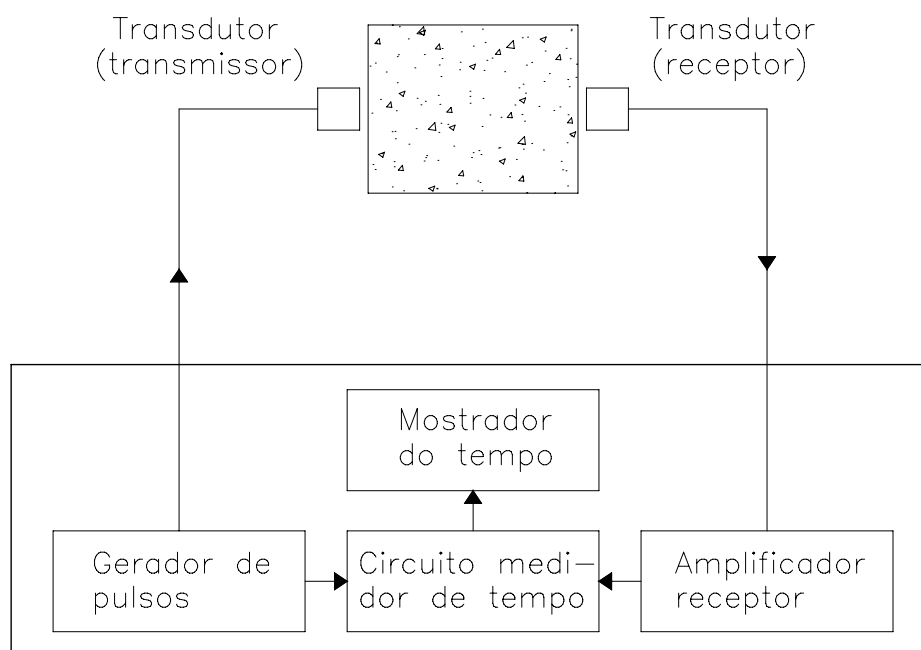 Transdutor
(transmissor)
Transdutor
(receptor)
Mostrador
do tempo
Gerador de
pulsos
Circuito medi-
dor de tempo
Amplificador
receptor